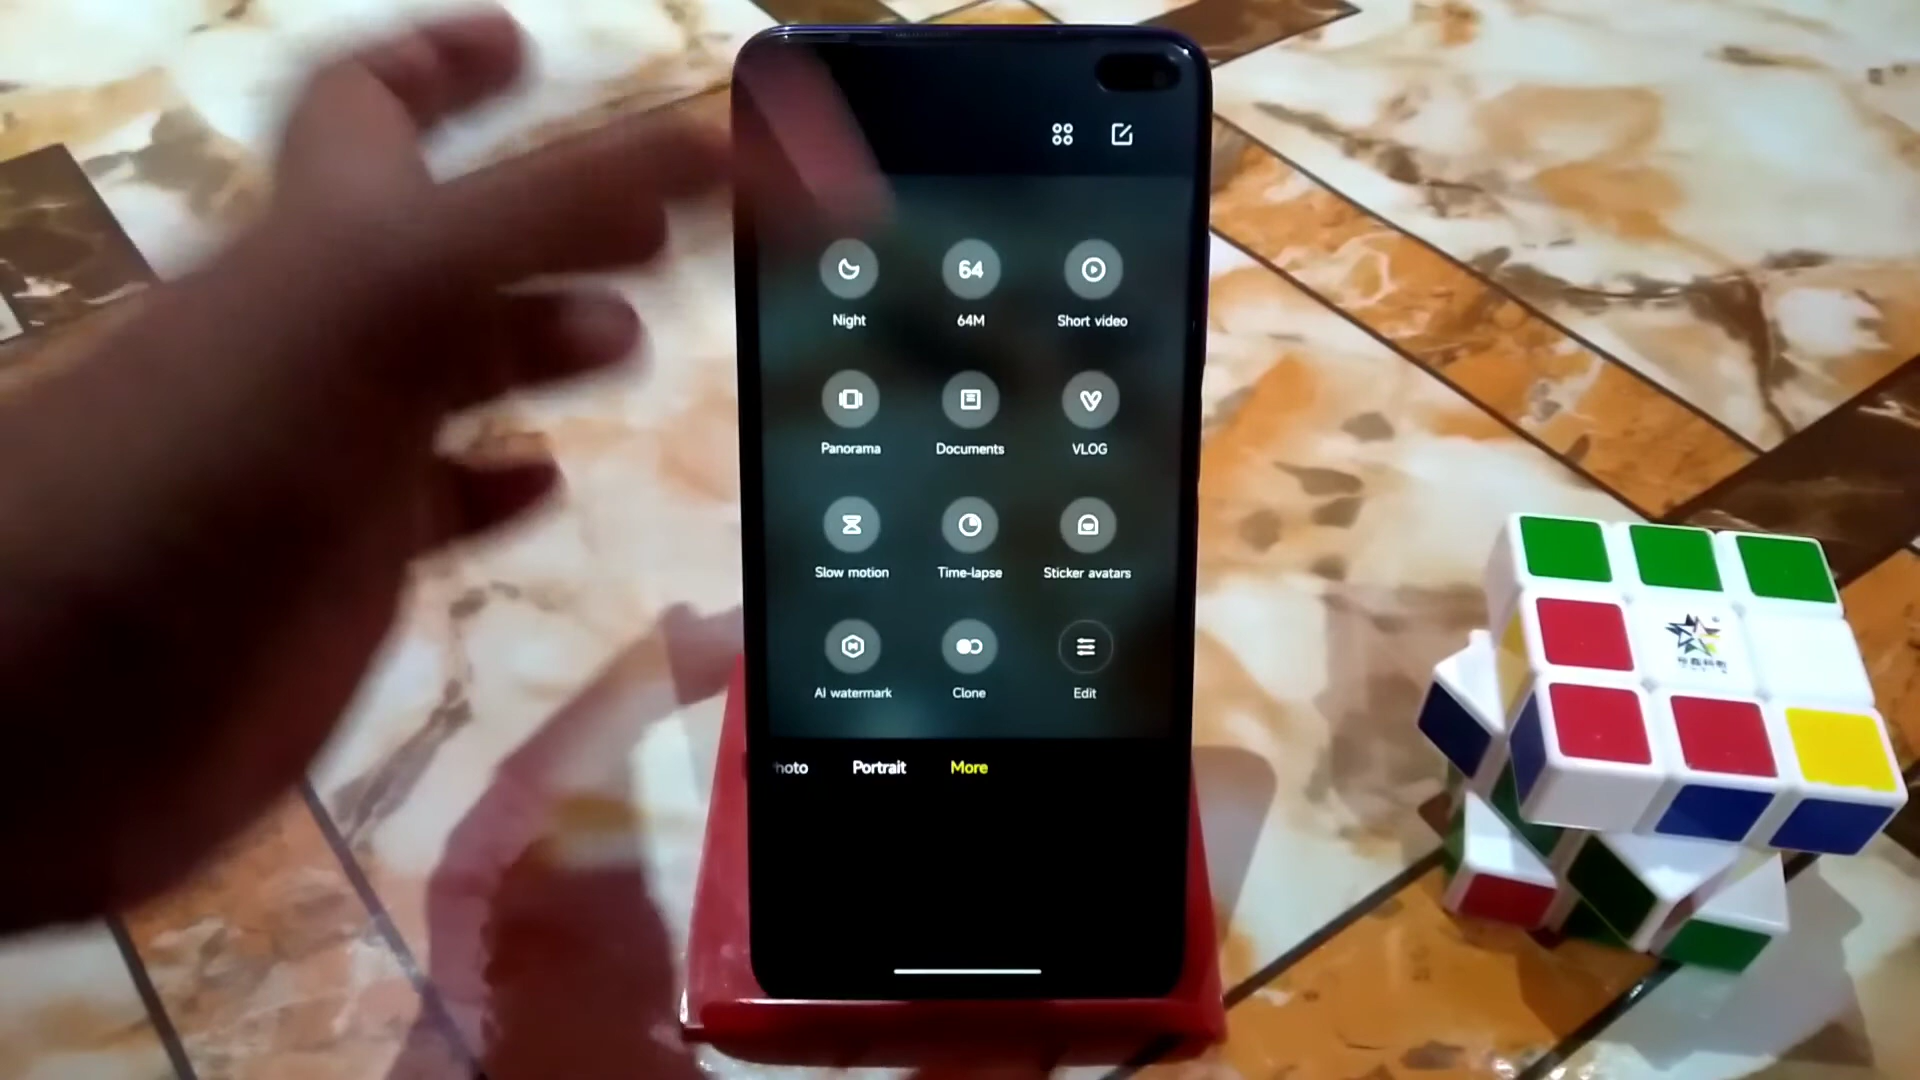 64
Night
64M
Short video
Panorama
Documents
VLOG
Slow motion
Time-lapse
Sticker avatars
AI watermark
Clone
Edit
hoto
Portrait
More